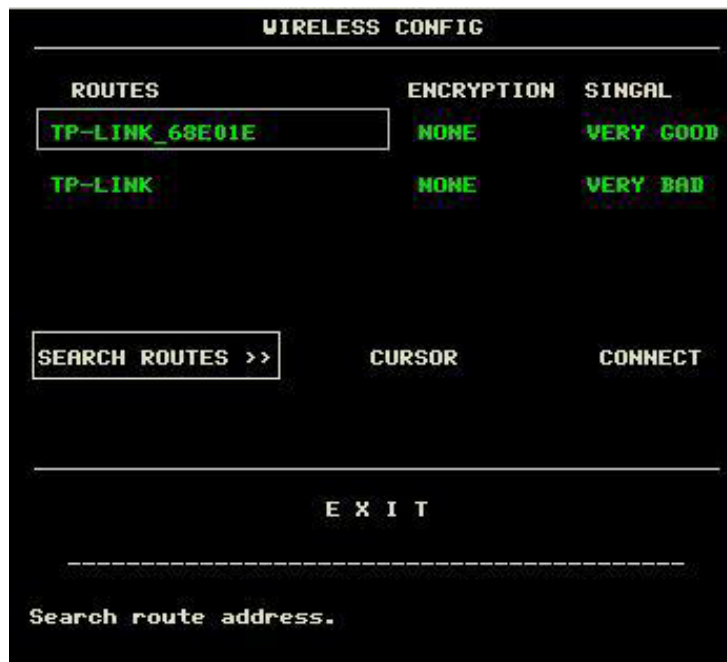 WIRELESS CONFIG
ROUTES ENCRYPTION SINGAL
TP-LINK_68E01E NONE VERY GOOD
TP-LINK NONE VERY BAD
SEARCH ROUTES >> CURSOR CONNECT
E X I T
Search route address.